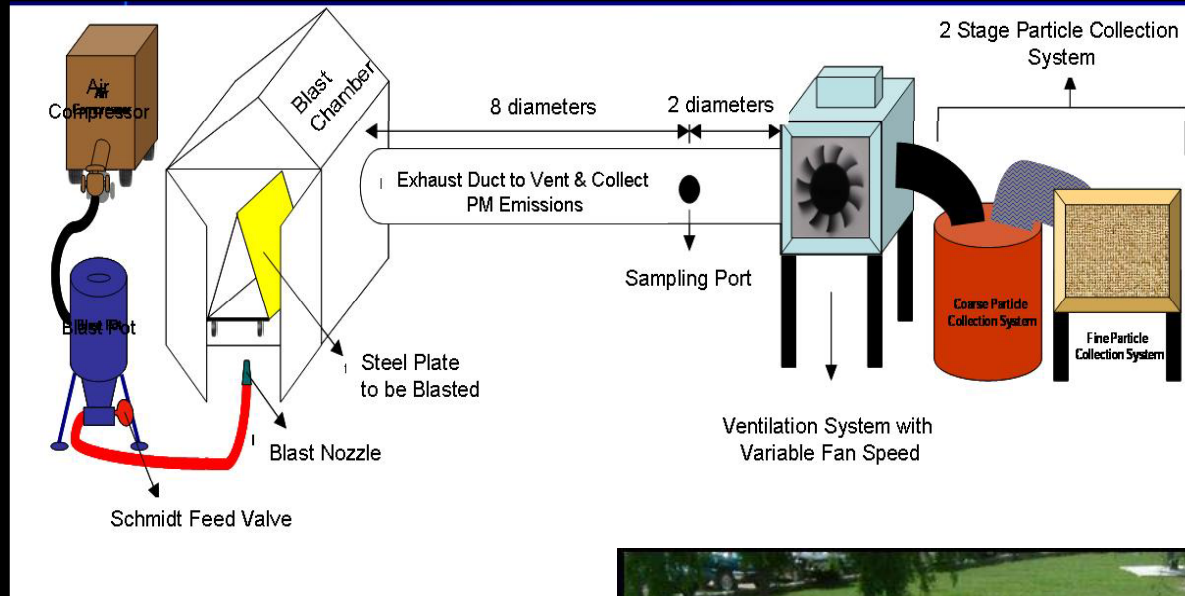 2 Stage Particle Collection
System
Air
Compressor
Blast
Chamber
8 diameters
2 diameters
Exhaust Duct to Vent & Collect
PM Emissions
Sampling Port
Blast Pot
Coarse Particle
Collection System
Fine Particle
Collection System
Steel Plate
to be Blasted
Blast Nozzle
Ventilation System with
Variable Fan Speed
Schmidt Feed Valve